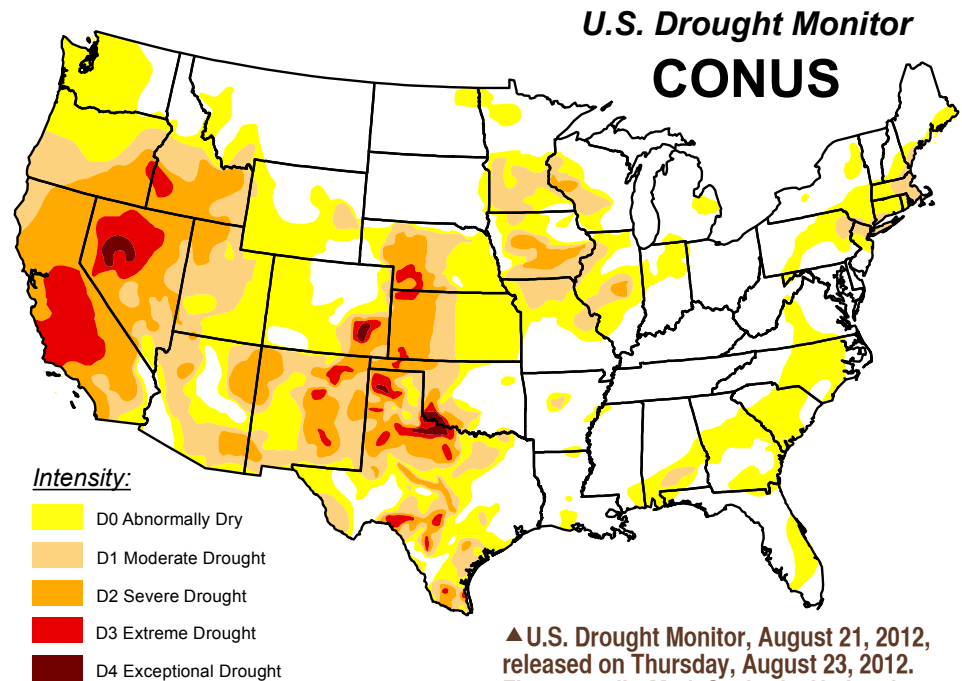 U.S. Drought Monitor
CONUS
Intensity:
D0 Abnormally Dry
D1 Moderate Drought
D2 Severe Drought
D3 Extreme Drought
D4 Exceptional Drought
▲U.S. Drought Monitor, August 21, 2012,
released on Thursday, August 23, 2012.